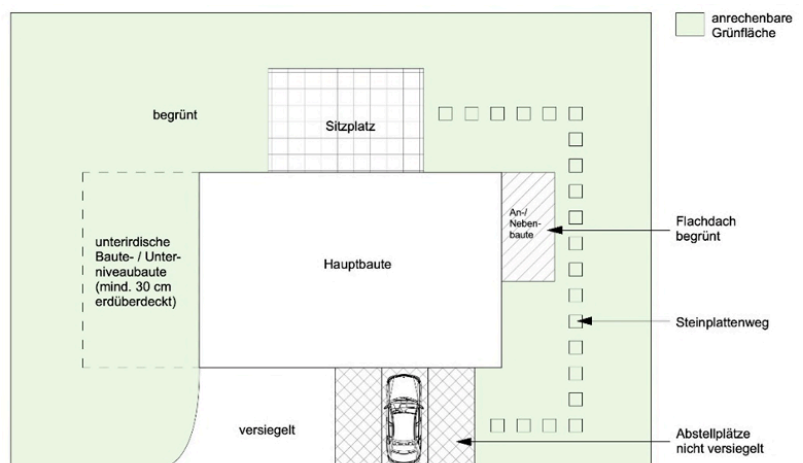 anrechenbare
Grünfläche
begrünt
Sitzplatz
An-/
Neben-
baute
Flachdach
begrünt
unterirdische
Baute- / Unter-
niveaubaute
(mind. 30 cm
erdüberdeckt)
Hauptbaute
Steinplattenweg
versiegelt
Abstellplätze
nicht versiegelt